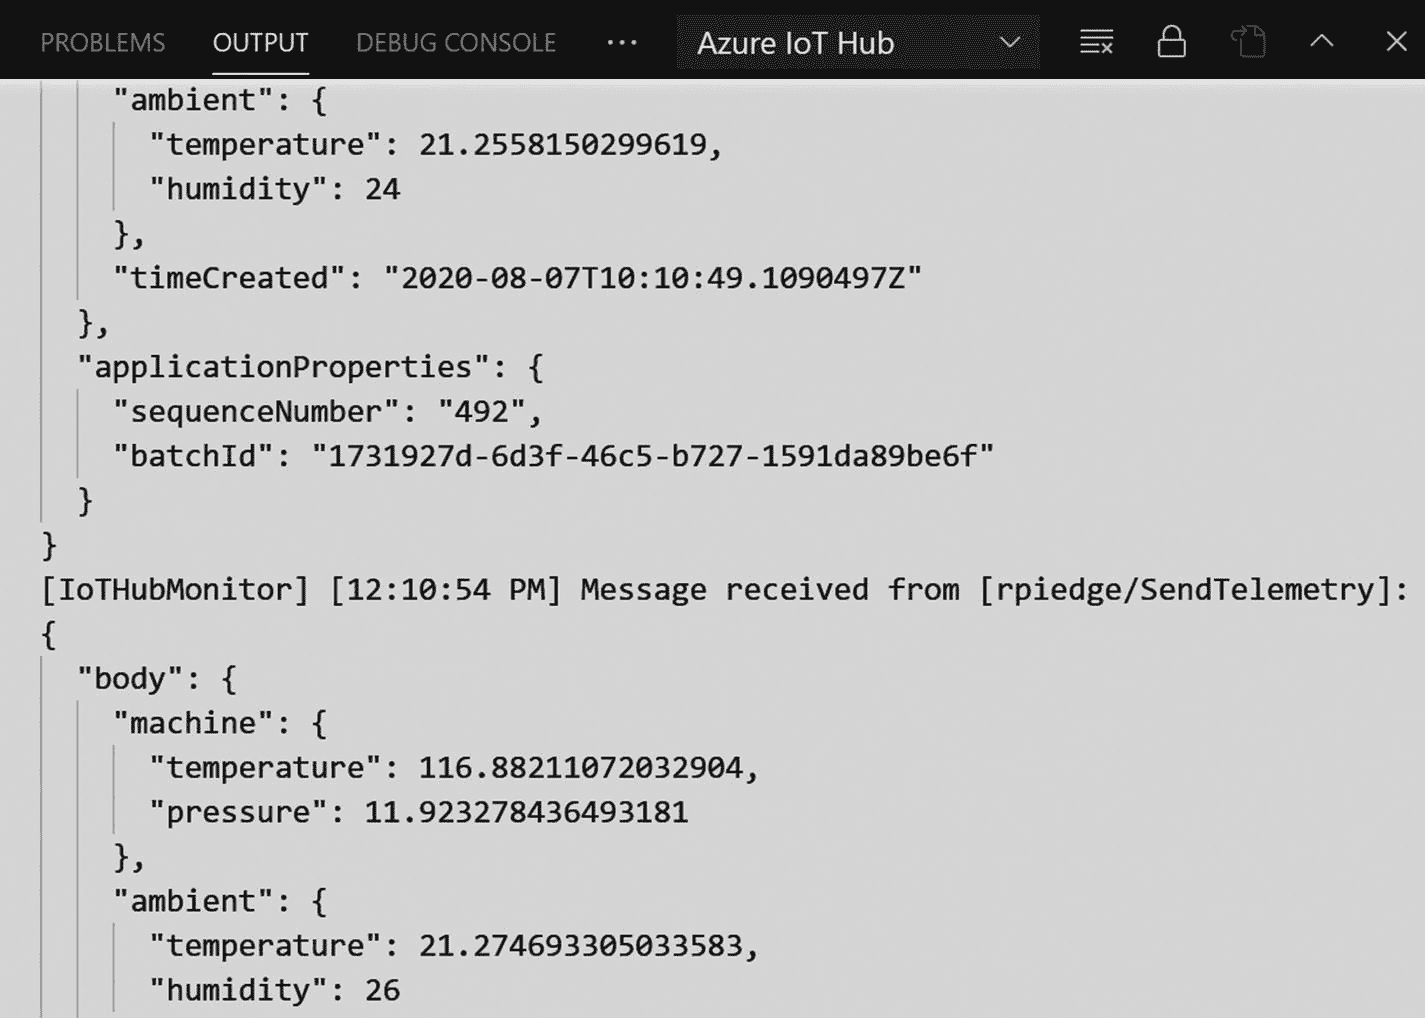 PROBLEMS OUTPUT DEBUG CONSOLE ··· Azure IoT Hub
"ambient": {
"temperature": 21.2558150299619,
"humidity": 24
},
"timeCreated": "2020-08-07T10:10:49.1090497Z"
},
"applicationProperties": {
"sequenceNumber": "492",
"batchId": "1731927d-6d3f-46c5-b727-1591da89be6f"
}
}
[IoTHubMonitor] [12:10:54 PM] Message received from [rpiedge/SendTelemetry]:
{
"body": {
"machine": {
"temperature": 116.88211072032904,
"pressure": 11.923278436493181
},
"ambient": {
"temperature": 21.274693305033583,
"humidity": 26